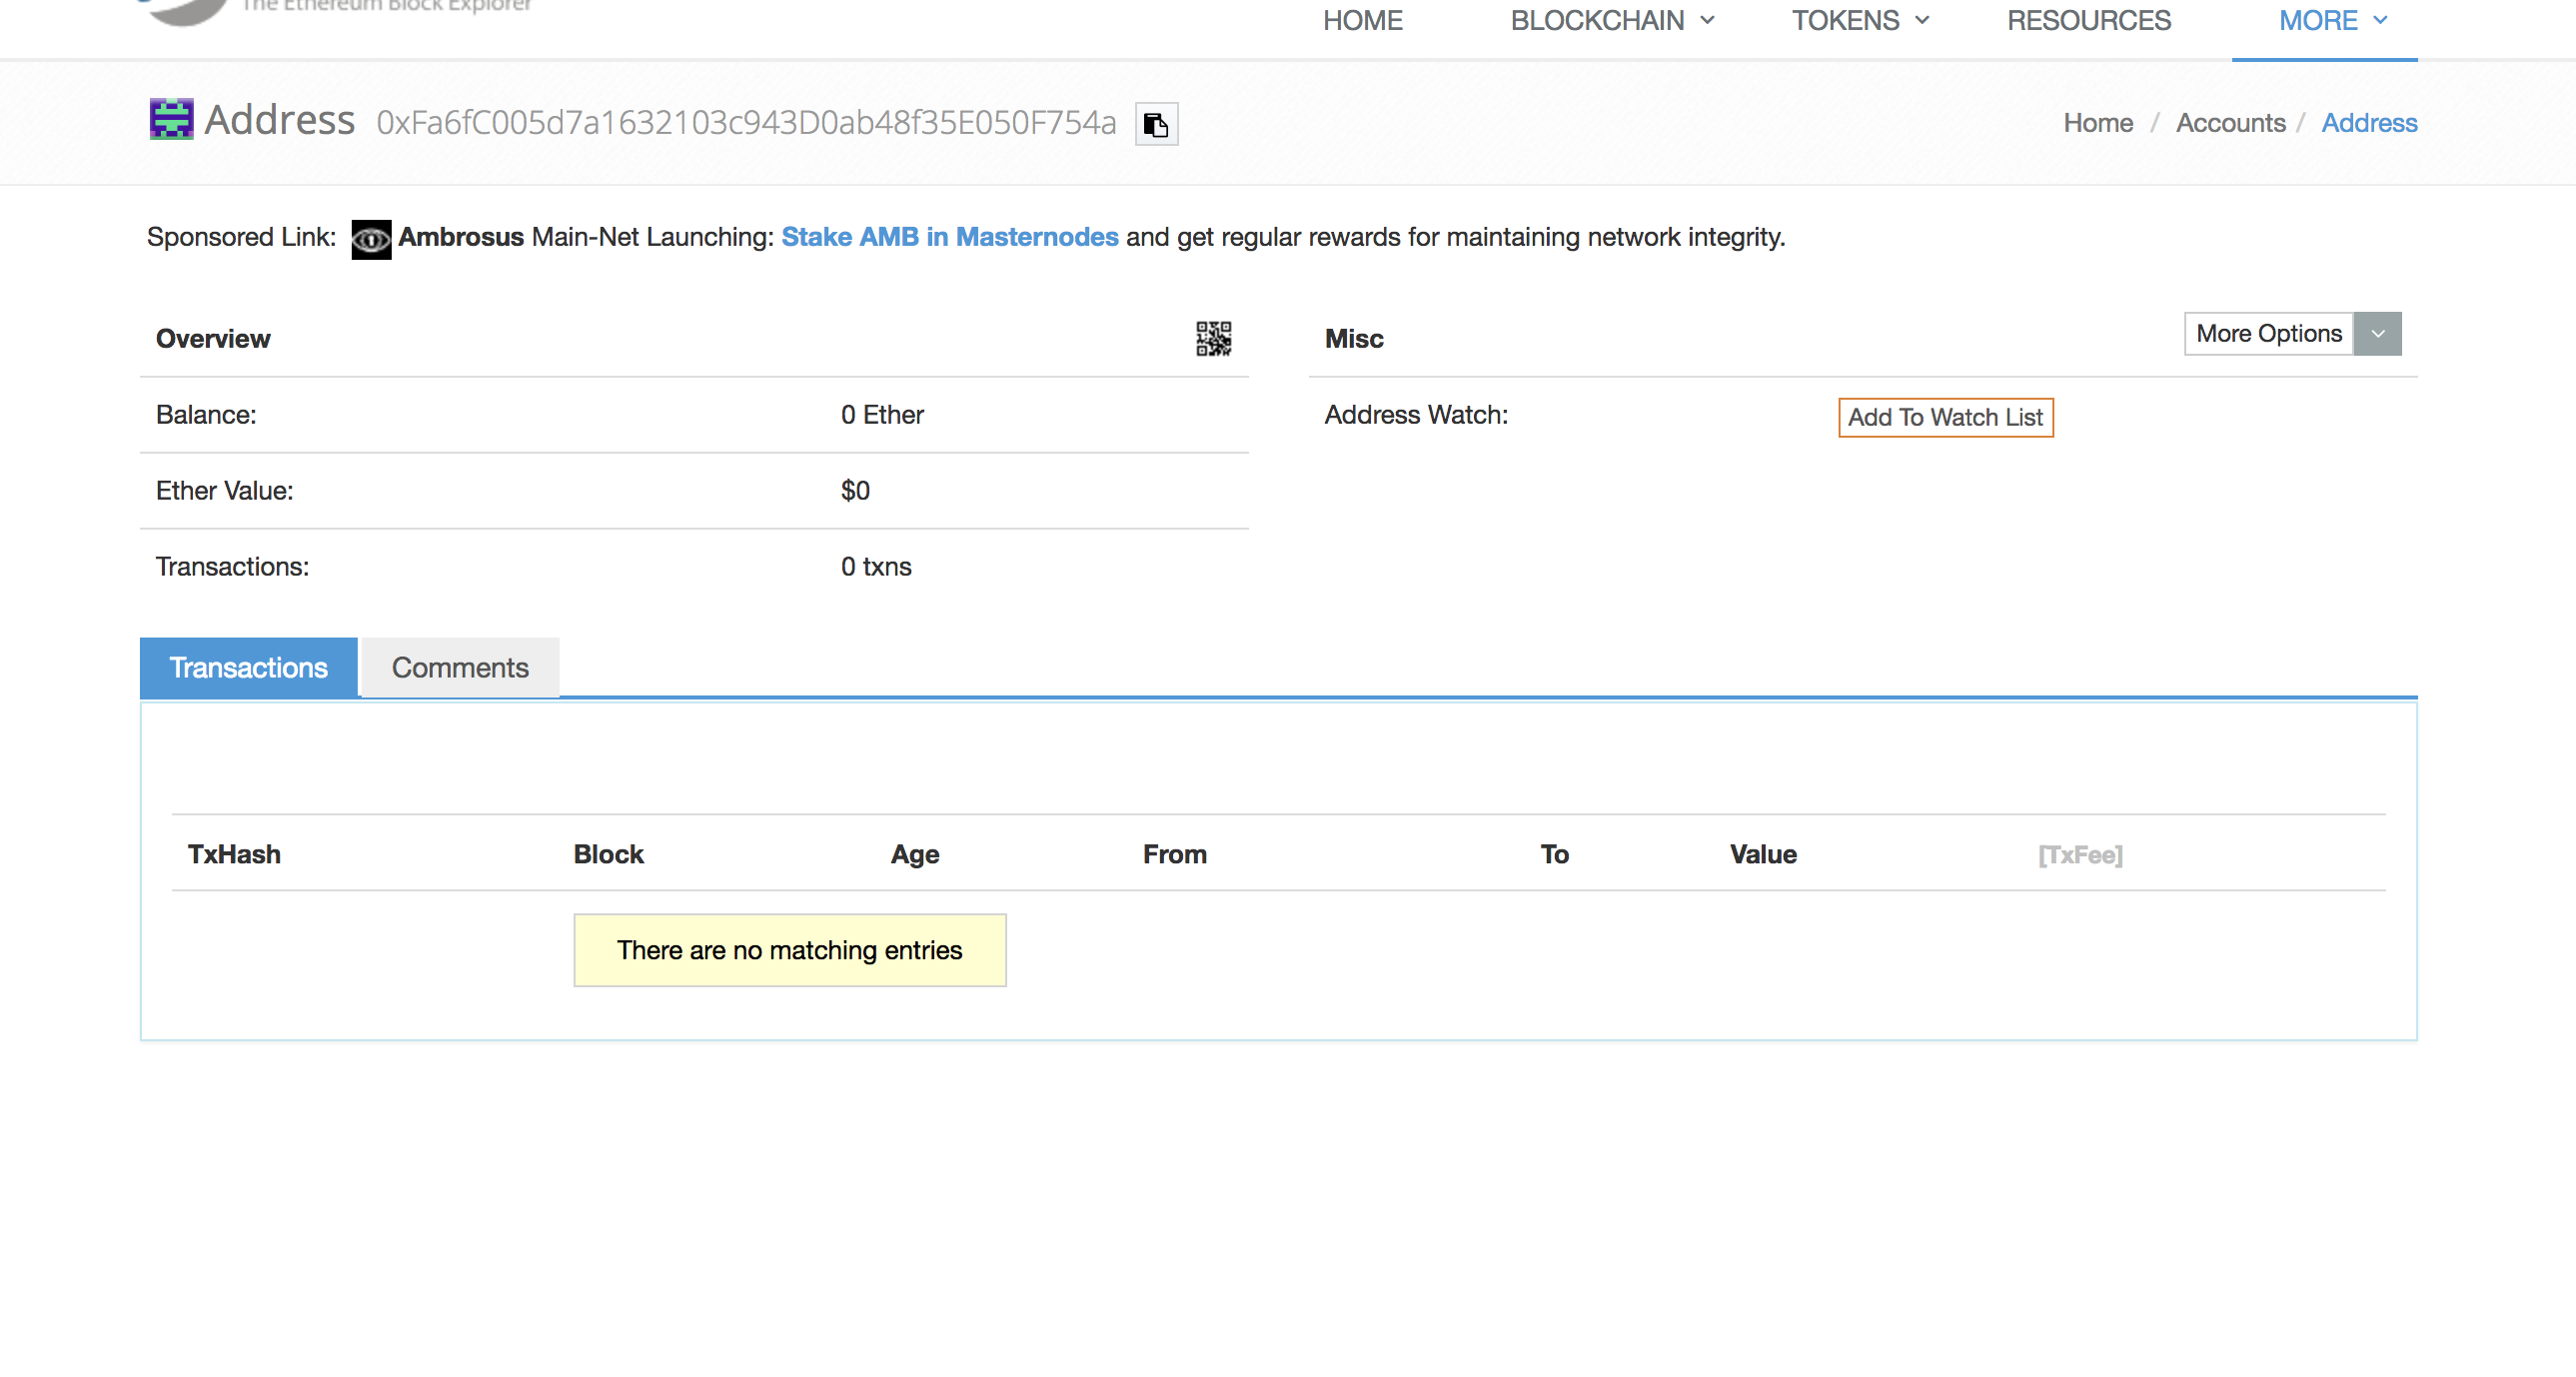 The Ethereum Block Explorer
HOME BLOCKCHAIN TOKENS RESOURCES MORE
Address 0xFa6fC005d7a1632103c943D0ab48f35E050F754a
Home / Accounts / Address
Sponsored Link: Ambrosus Main-Net Launching: Stake AMB in Masternodes and get regular rewards for maintaining network integrity.
Overview
Balance: 0 Ether
Ether Value: $0
Transactions: 0 txns
Misc
More Options
Address Watch: Add To Watch List
Transactions Comments
TxHash Block Age From To Value [TxFee]
There are no matching entries